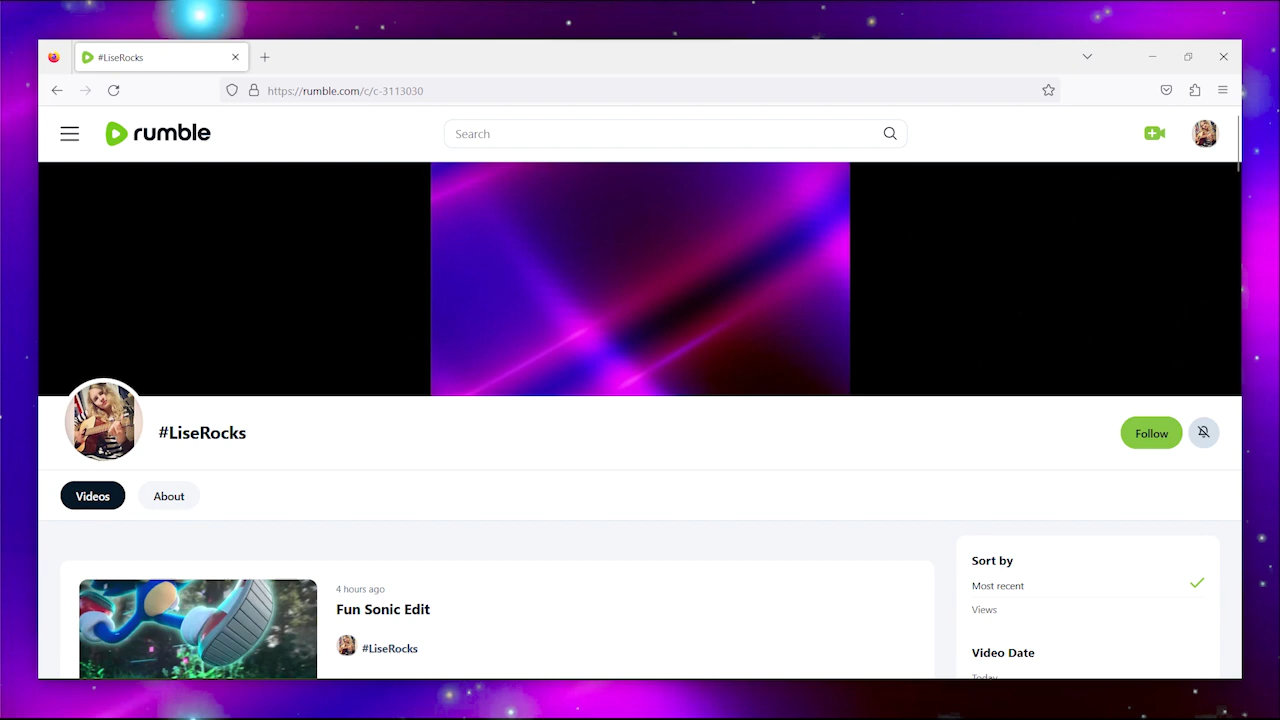 #LiseRocks
https://rumble.com/c/c-3113030
rumble
Search
#LiseRocks
Follow
Videos
About
4 hours ago
Fun Sonic Edit
#LiseRocks
Sort by
Most recent
Views
Video Date
Today